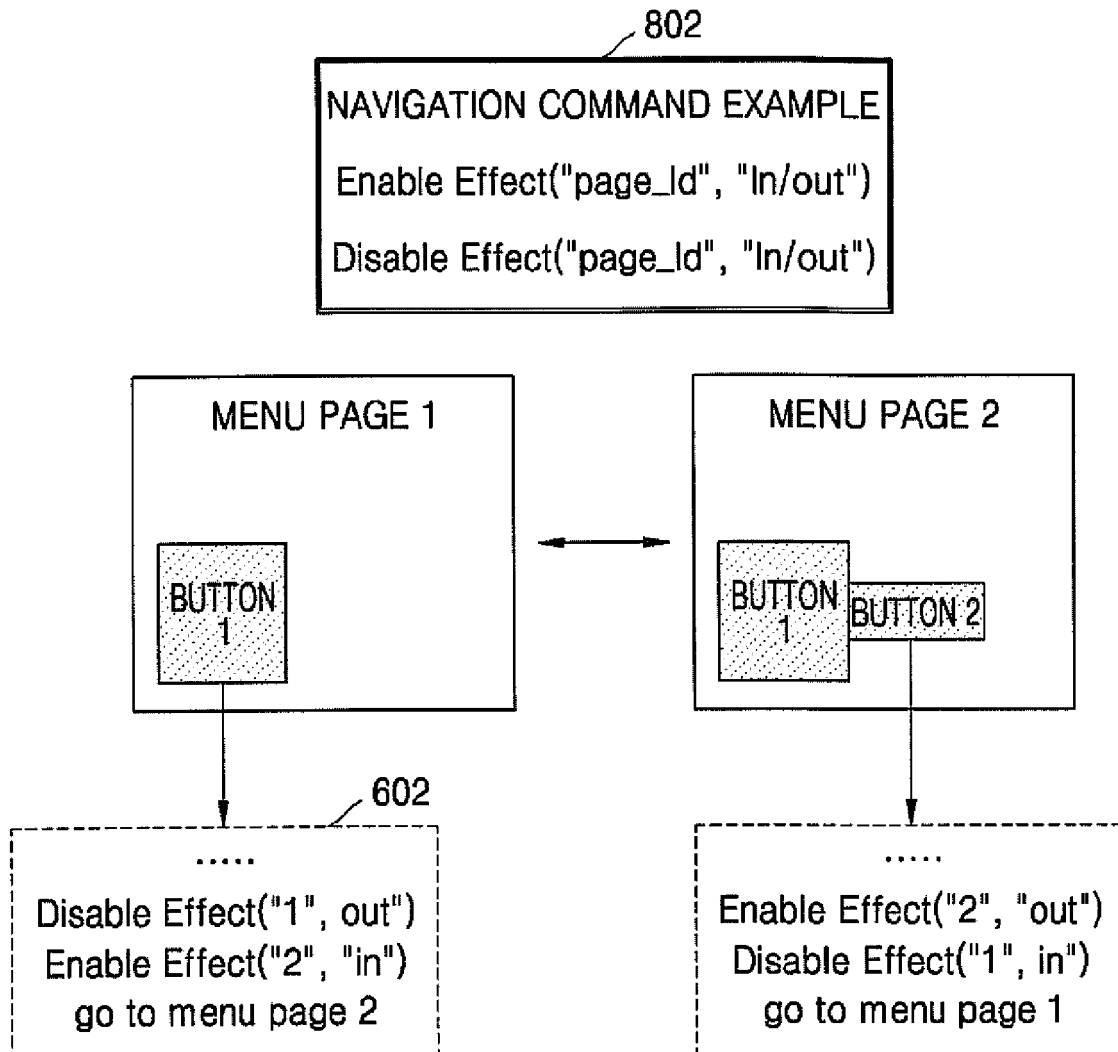 802
NAVIGATION COMMAND EXAMPLE
Enable Effect("page_Id", "In/out")
Disable Effect("page_Id", "In/out")
MENU PAGE 1
BUTTON
1
MENU PAGE 2
BUTTON
1
BUTTON 2
602
.....
Disable Effect("1", out")
Enable Effect("2", "in")
go to menu page 2
.....
Enable Effect("2", "out")
Disable Effect("1", in")
go to menu page 1